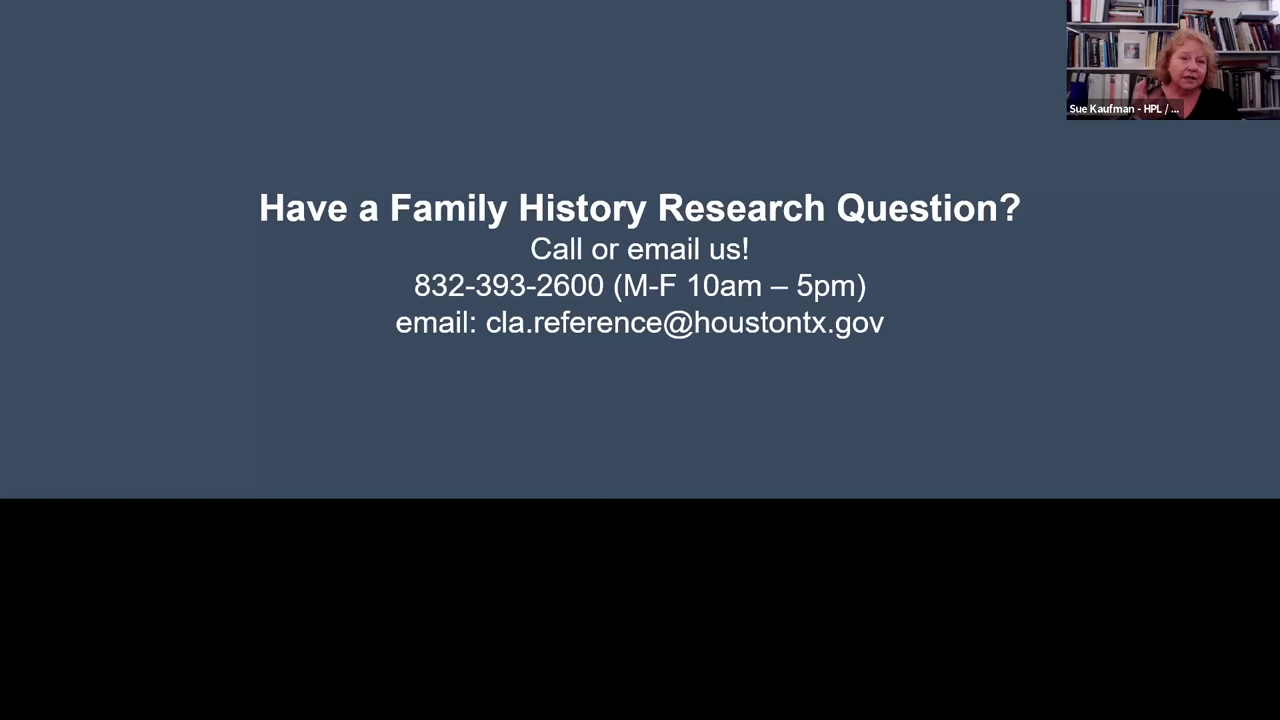 Sue Kaufman - HPL / ...
Have a Family History Research Question?
Call or email us!
832-393-2600 (M-F 10am – 5pm)
email: cla.reference@houstontx.gov